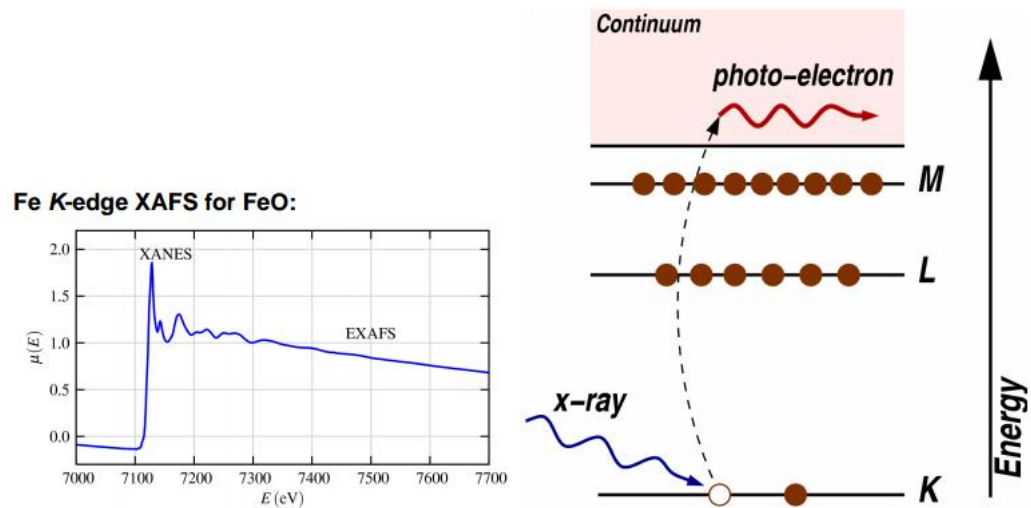 Fe K-edge XAFS for FeO:
XANES
EXAFS
2.0
1.5
1.0
0.5
0.0
μ(E)
7000 7100 7200 7300 7400 7500 7600 7700
E (eV)
Continuum
photo-electron
M
L
x-ray
K
Energy